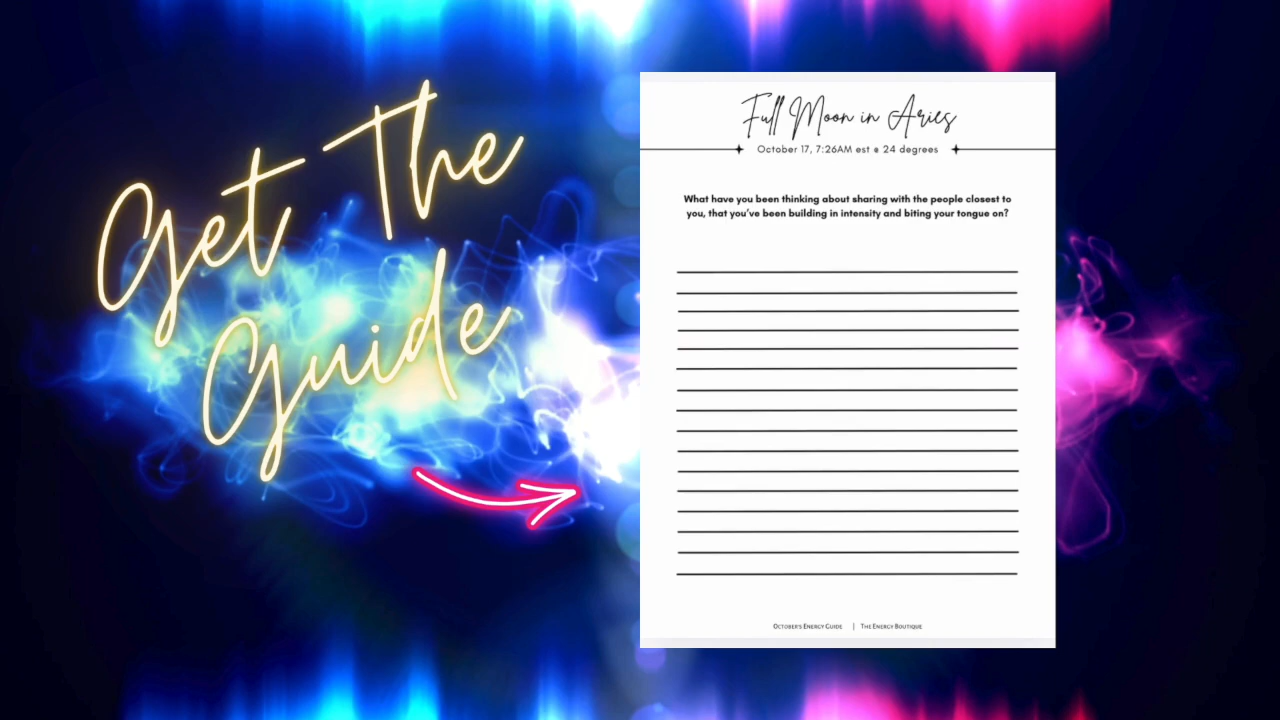 Get The
Guide
Full Moon in Aries
October 17, 7:26AM est @ 24 degrees
What have you been thinking about sharing with the people closest to
you, that you've been building in intensity and biting your tongue on?
October's Energy Guide | The Energy Boutique